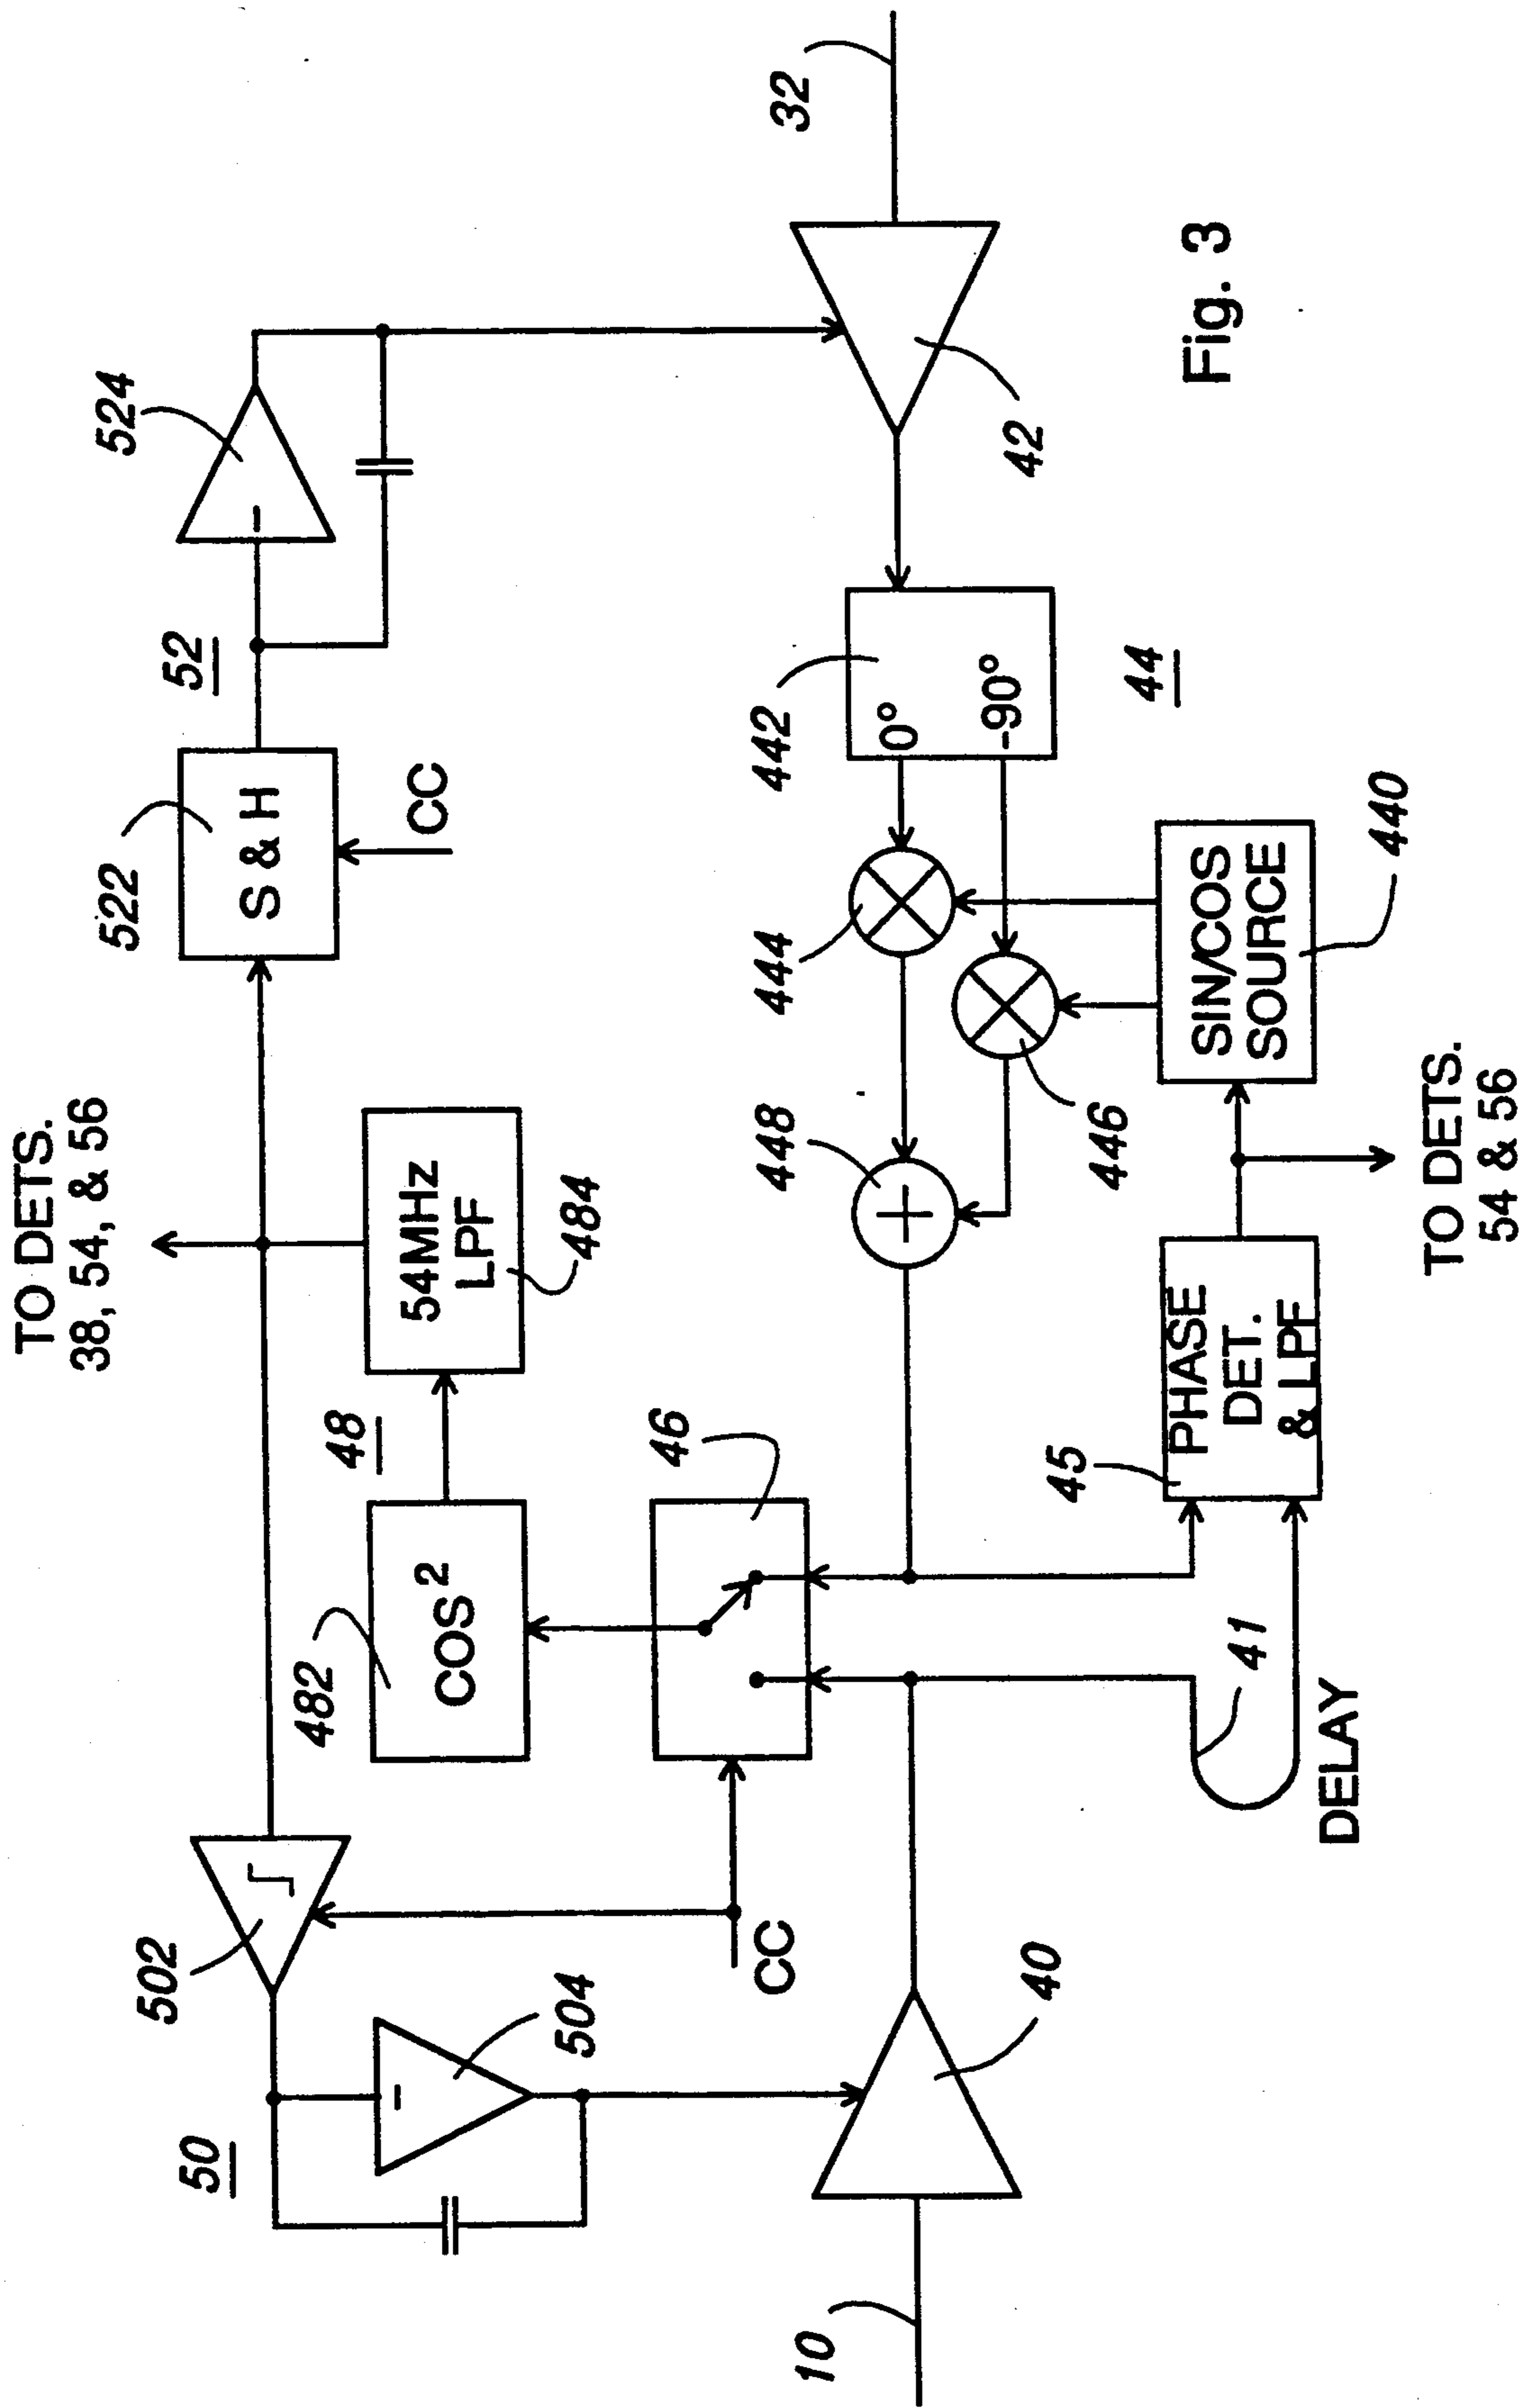 TO DETS.
38, 54, & 56
50
502
504
CC
10
40
482
COS²
48
54MHz
LPF
484
46
522
S & H
CC
52
524
32
42
442
0°
-90°
44
444
446
448
SIN/COS
SOURCE
440
45
PHASE
DET.
& LPF
41
DELAY
TO DETS.
54 & 56
Fig. 3